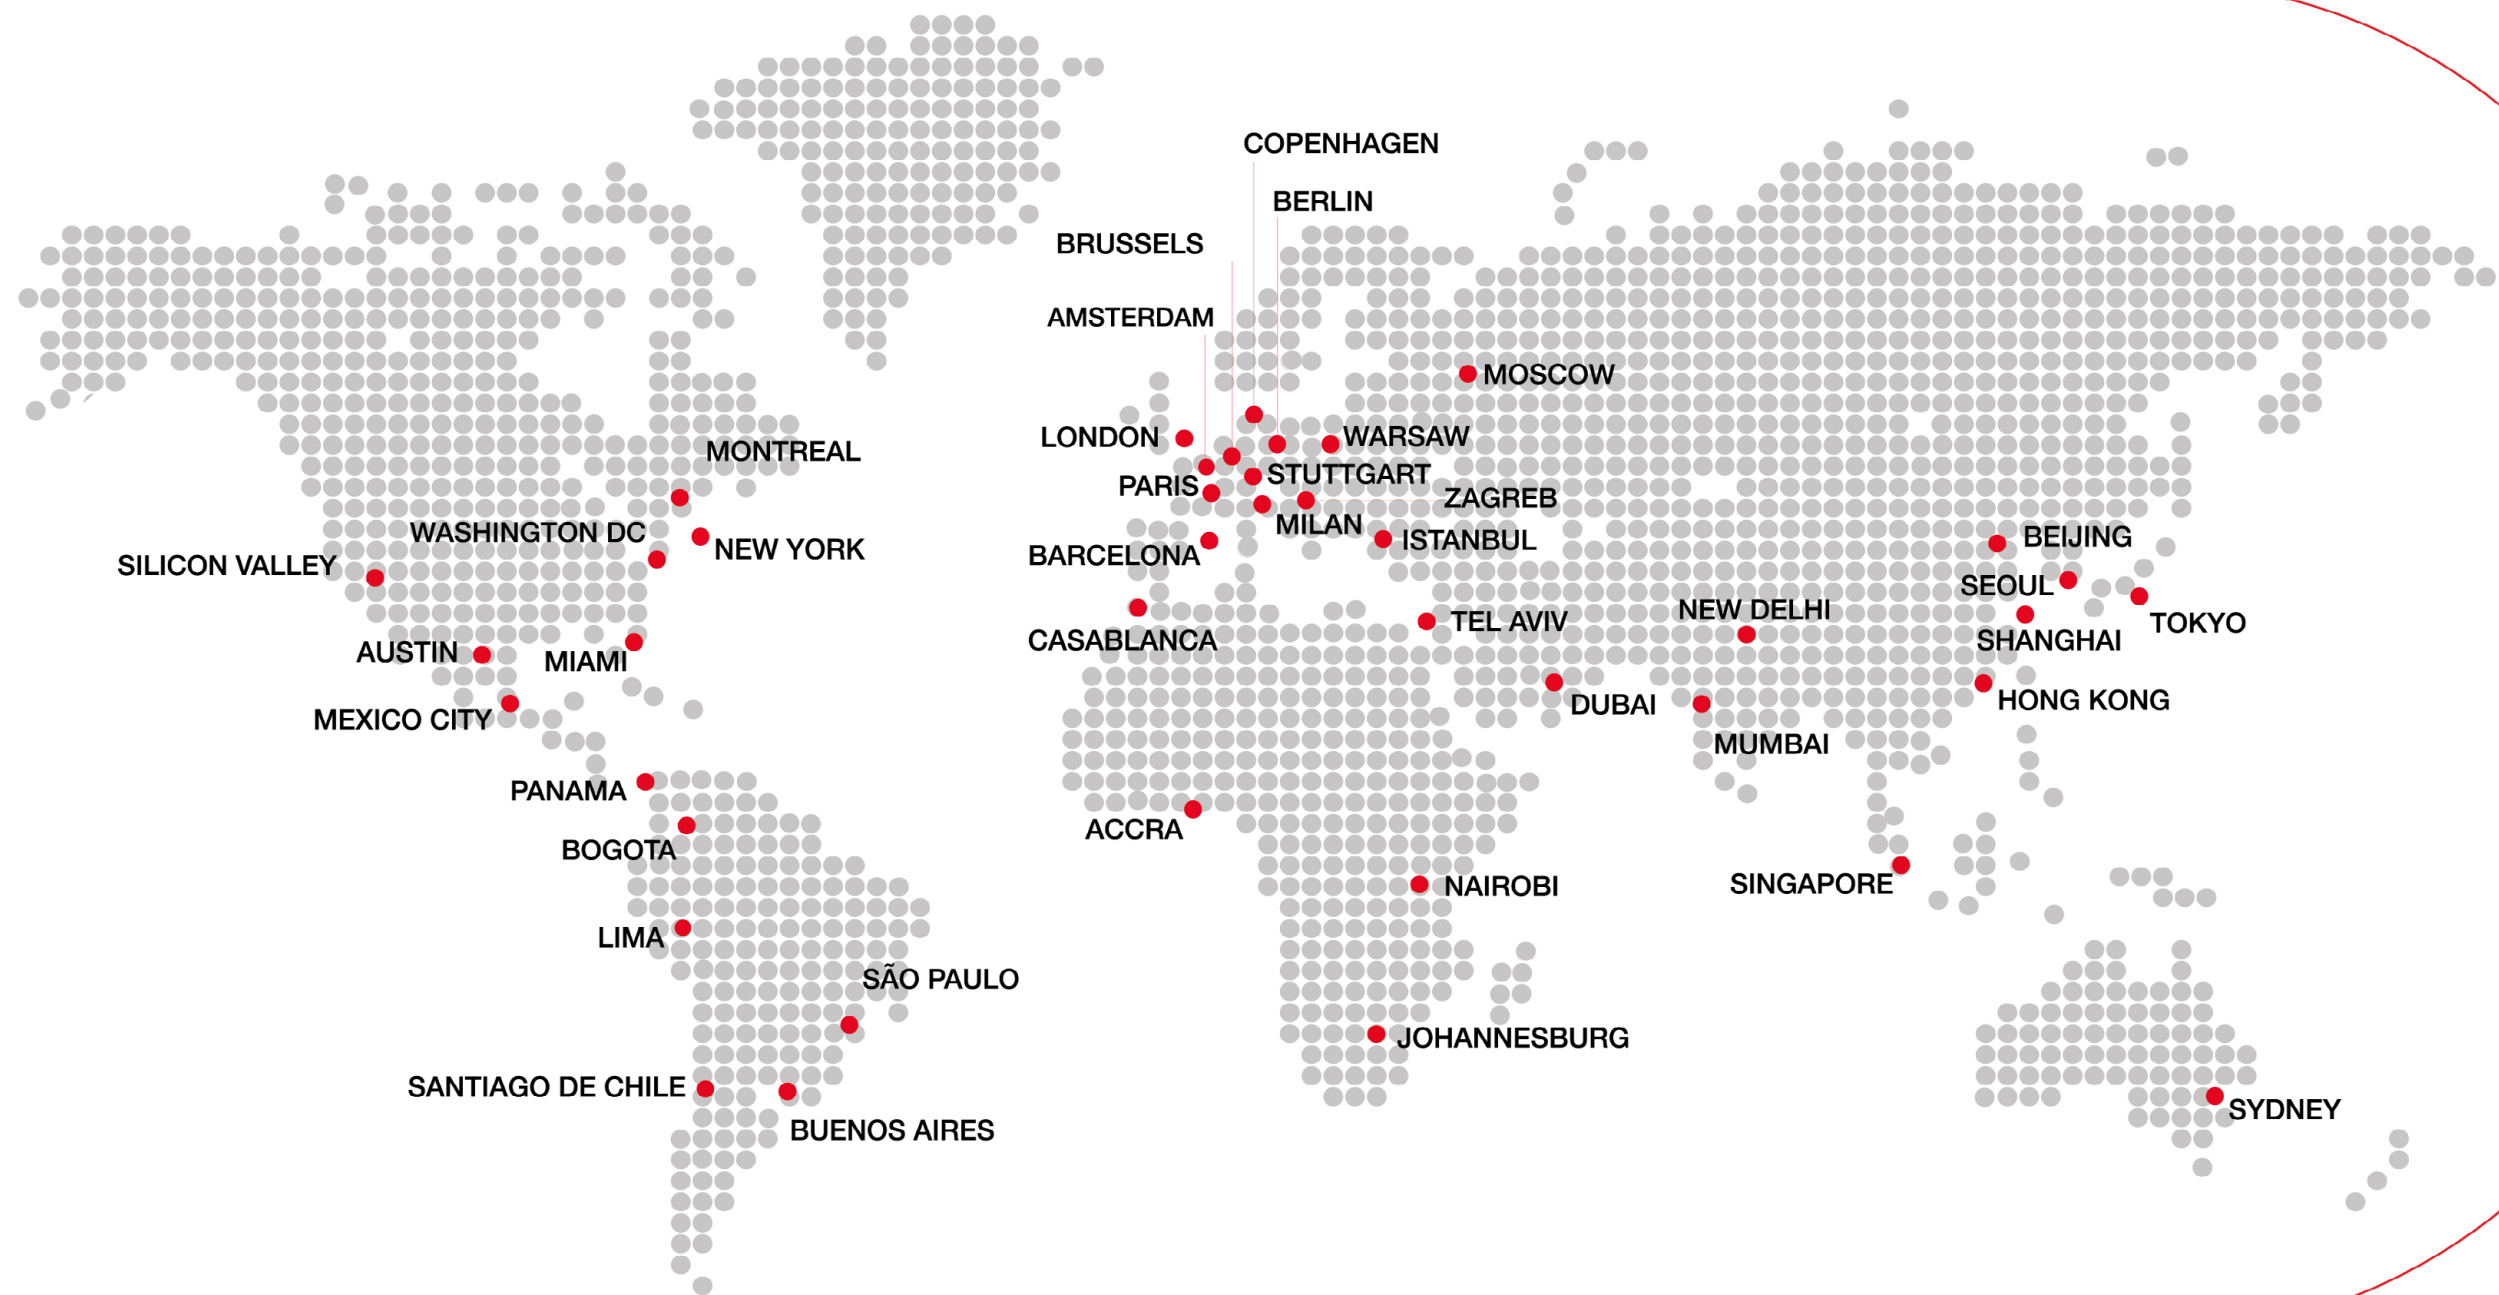 COPENHAGEN
BERLIN
BRUSSELS
AMSTERDAM
MOSCOW
LONDON
WARSAW
MONTREAL
STUTTGART
PARIS
ZAGREB
MILAN
WASHINGTON DC
BEIJING
ISTANBUL
NEW YORK
BARCELONA
SILICON VALLEY
SEOUL
NEW DELHI
TEL AVIV
TOKYO
CASABLANCA
SHANGHAI
AUSTIN
MIAMI
HONG KONG
DUBAI
MEXICO CITY
MUMBAI
PANAMA
ACCRA
BOGOTA
SINGAPORE
NAIROBI
LIMA
SÃO PAULO
JOHANNESBURG
SANTIAGO DE CHILE
SYDNEY
BUENOS AIRES